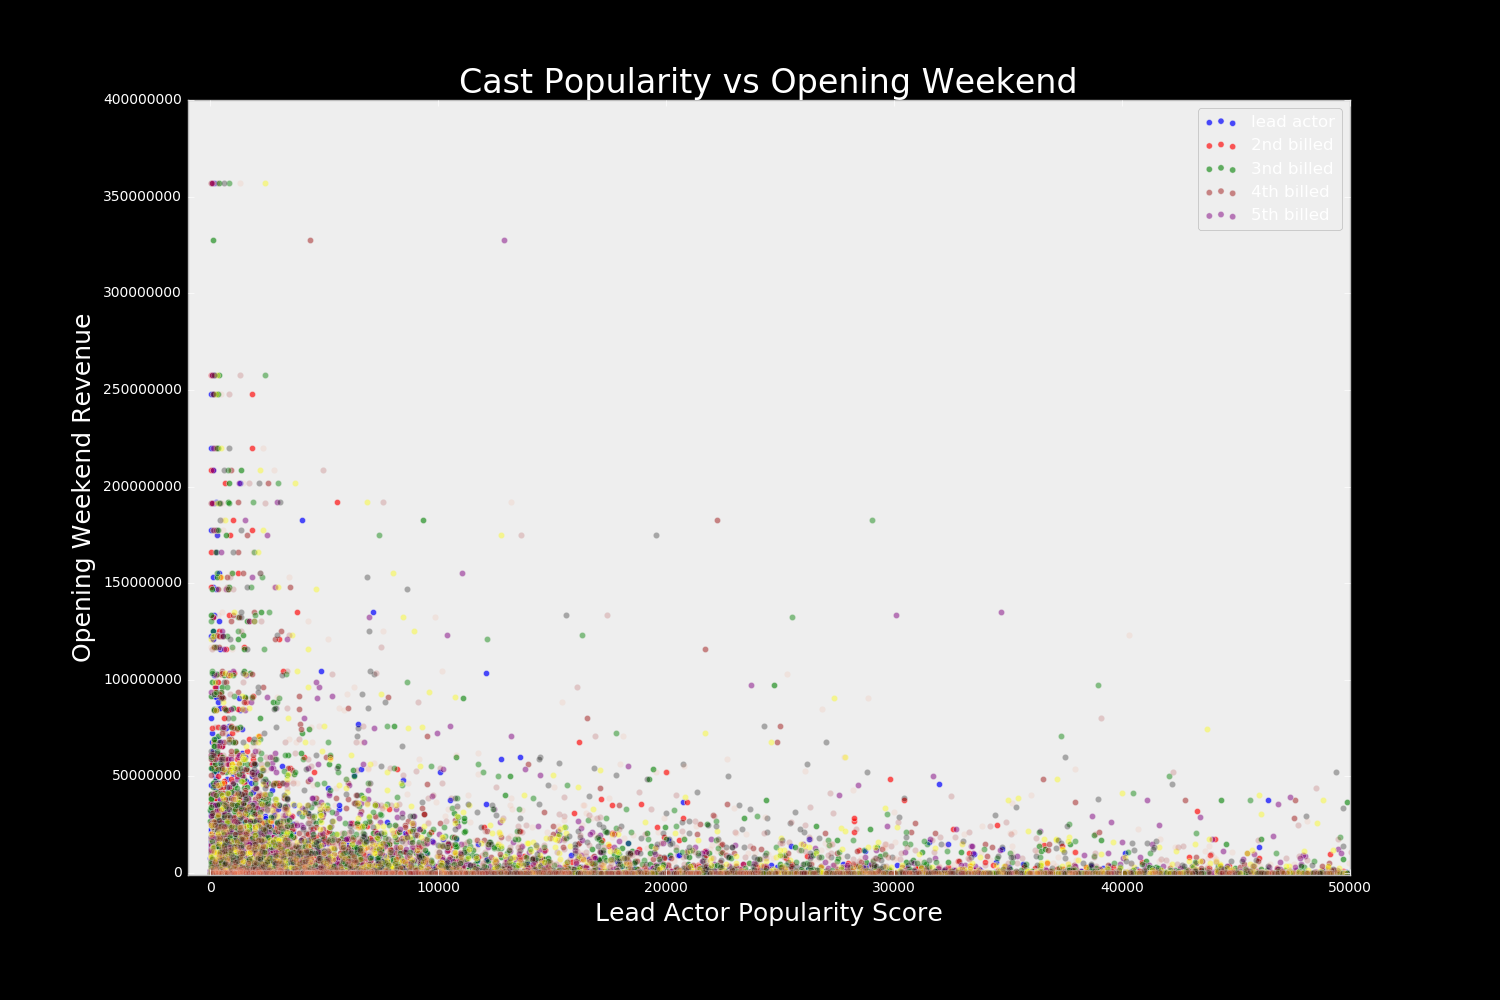 Cast Popularity vs Opening Weekend
400000000
350000000
300000000
250000000
200000000
150000000
100000000
50000000
0
Opening Weekend Revenue
lead actor
2nd billed
3nd billed
4th billed
5th billed
0
10000
20000
30000
40000
50000
Lead Actor Popularity Score